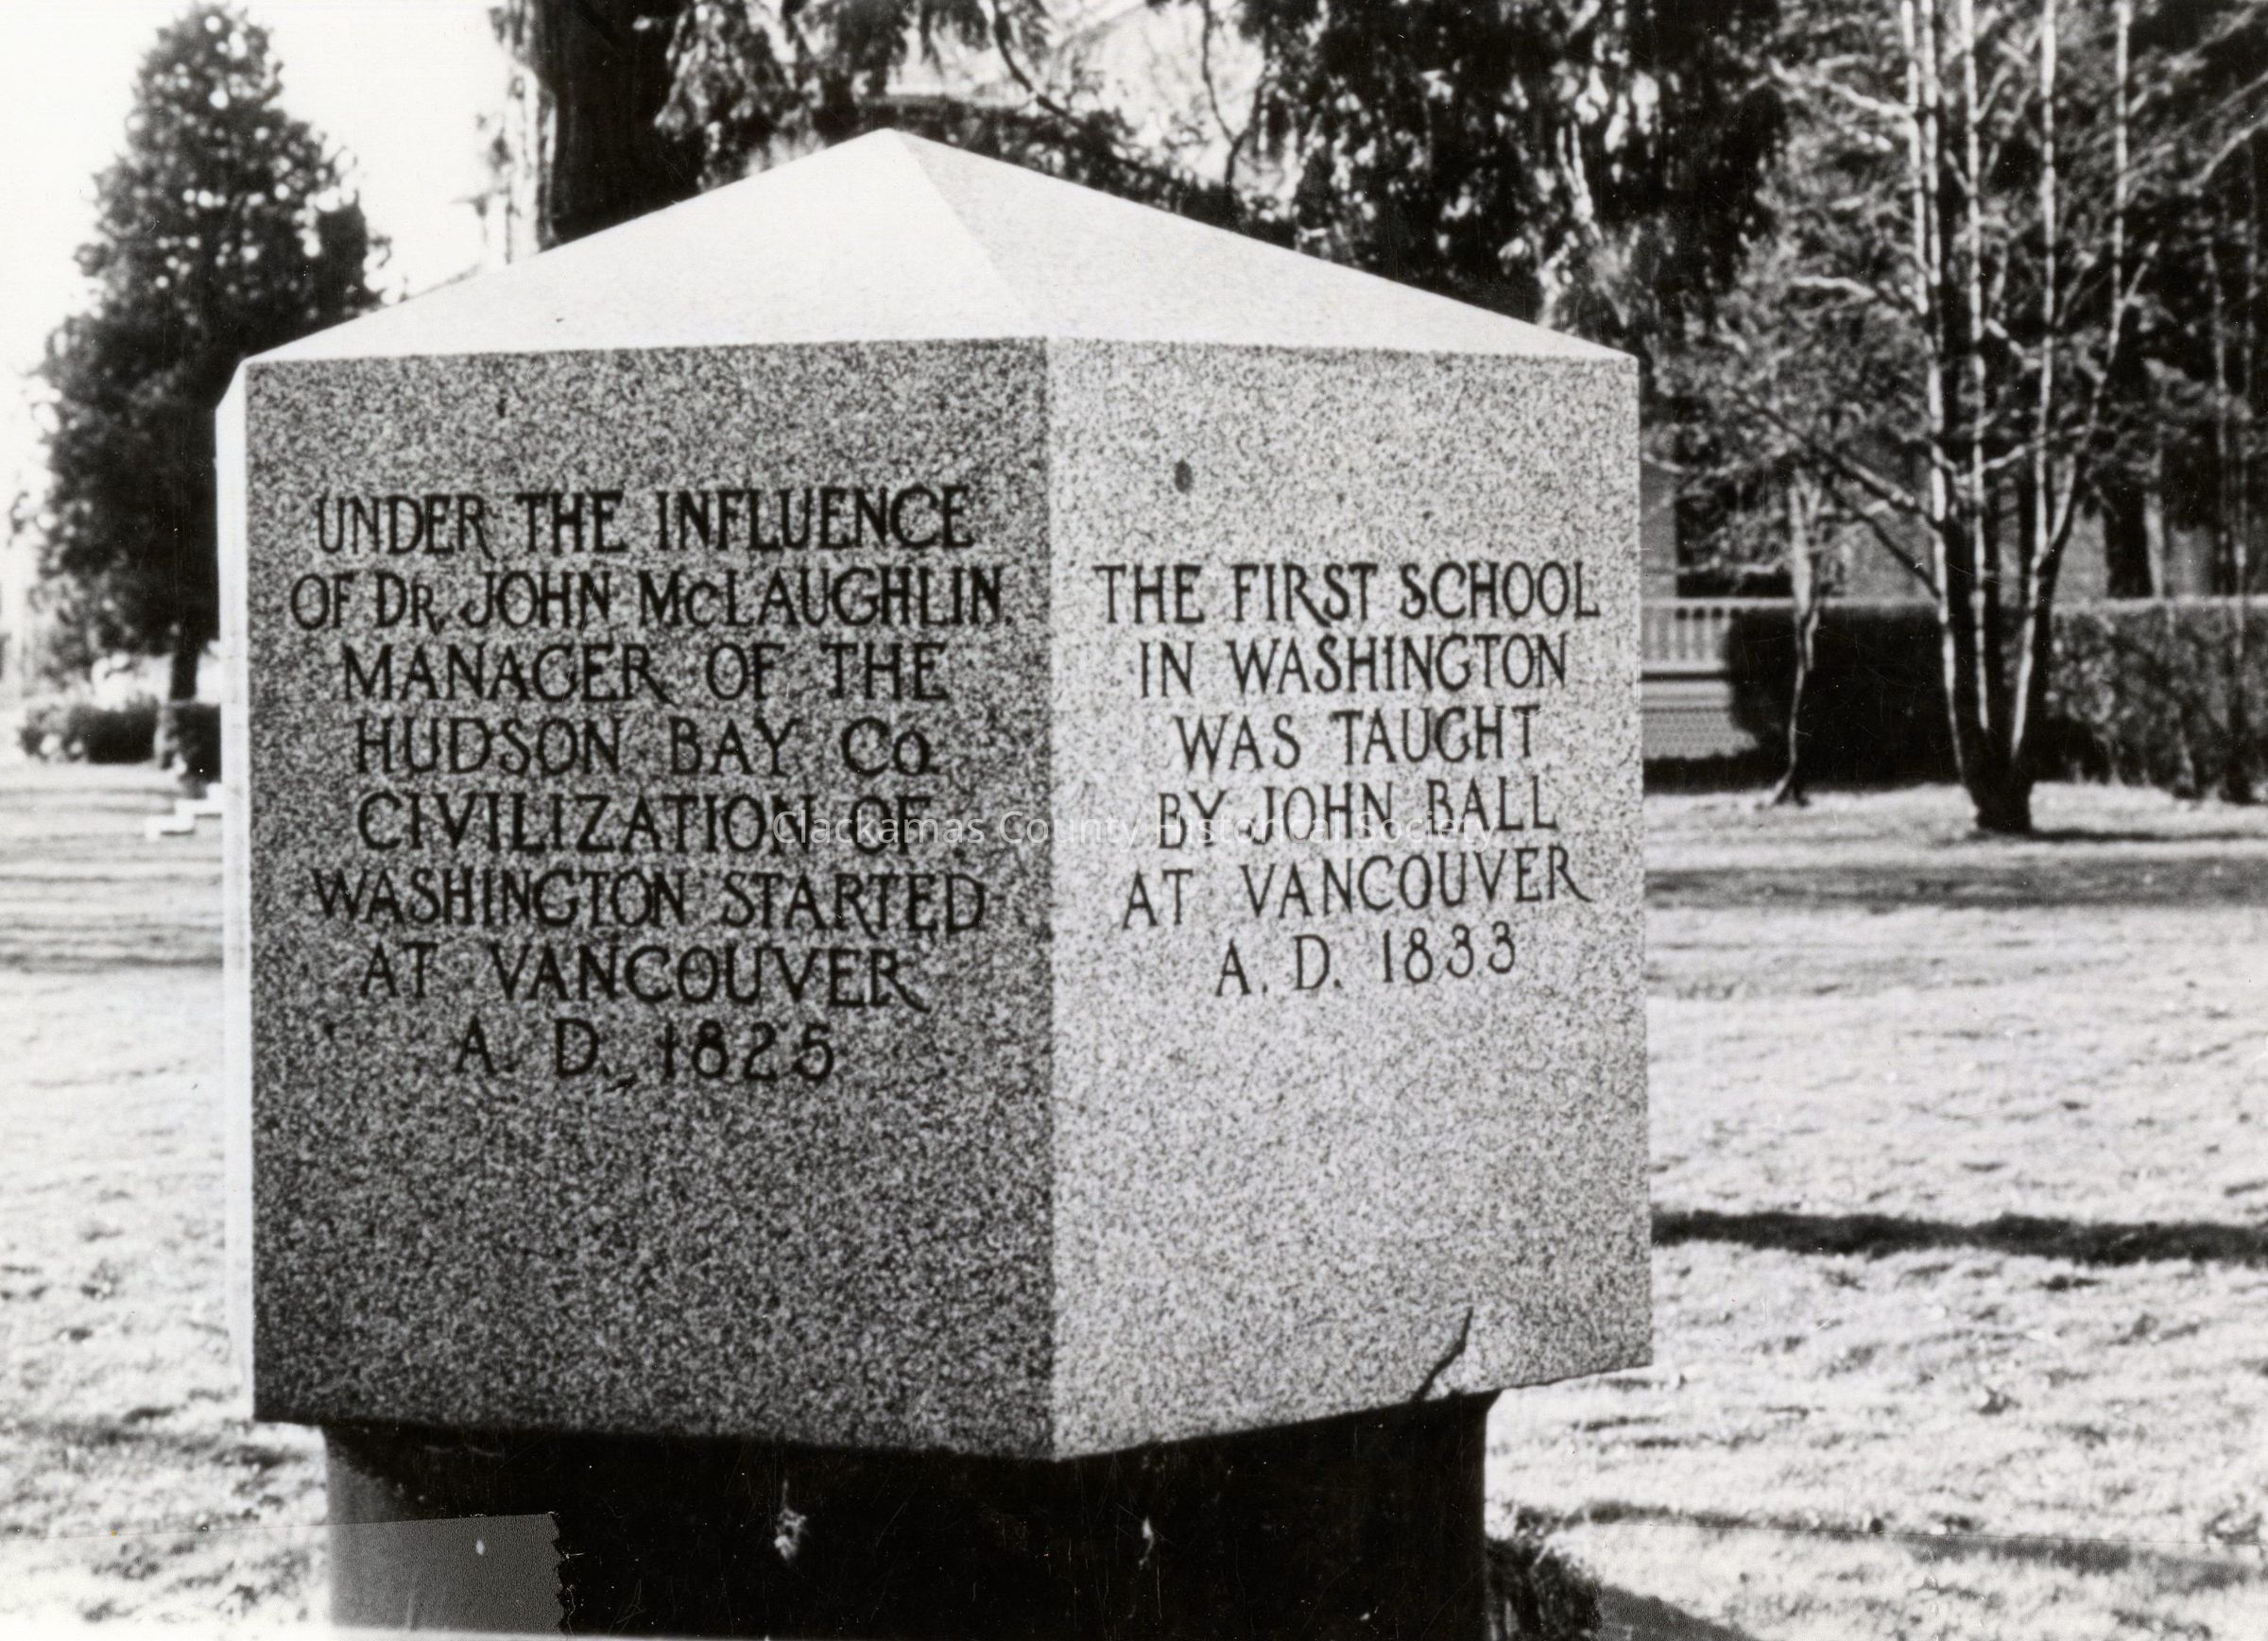 UNDER THE INFLUENCE
OF DR. JOHN MCLAUGHLIN.
MANAGER OF THE
HUDSON BAY CO.
CIVILIZATION OF
WASHINGTON STARTED
AT VANCOUVER
A. D. 1825
THE FIRST SCHOOL
IN WASHINGTON
WAS TAUGHT
BY JOHN BALL
AT VANCOUVER
A. D. 1833
Clackamas County Historical Society